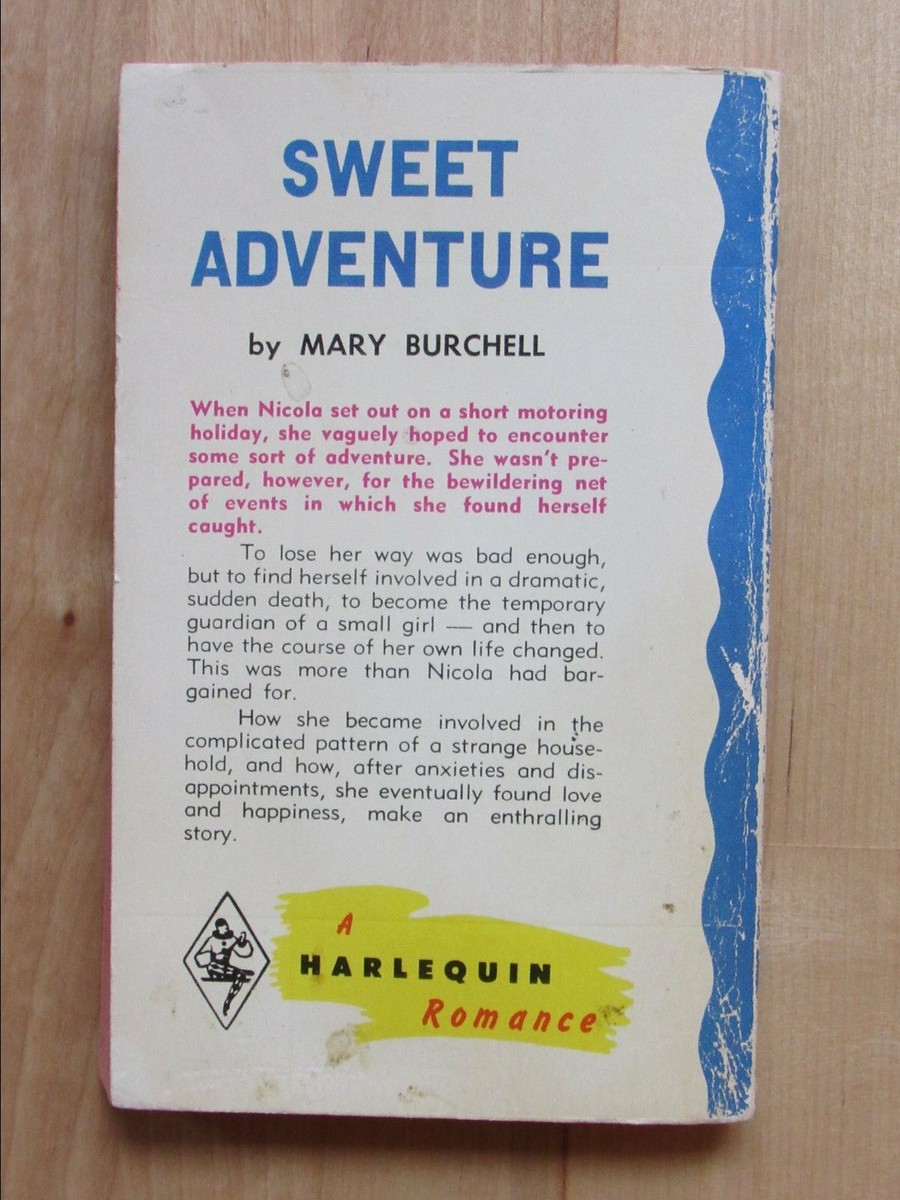 SWEET
ADVENTURE
by MARY BURCHELL
When Nicola set out on a short motoring
holiday, she vaguely hoped to encounter
some sort of adventure. She wasn't pre-
pared, however, for the bewildering net
of events in which she found herself
caught.
To lose her way was bad enough,
but to find herself involved in a dramatic,
sudden death, to become the temporary
guardian of a small girl — and then to
have the course of her own life changed.
This was more than Nicola had bar-
gained for.
How she became involved in the
complicated pattern of a strange house-
hold, and how, after anxieties and dis-
appointments, she eventually found love
and happiness, make an enthralling
story.
A
HARLEQUIN
Romance